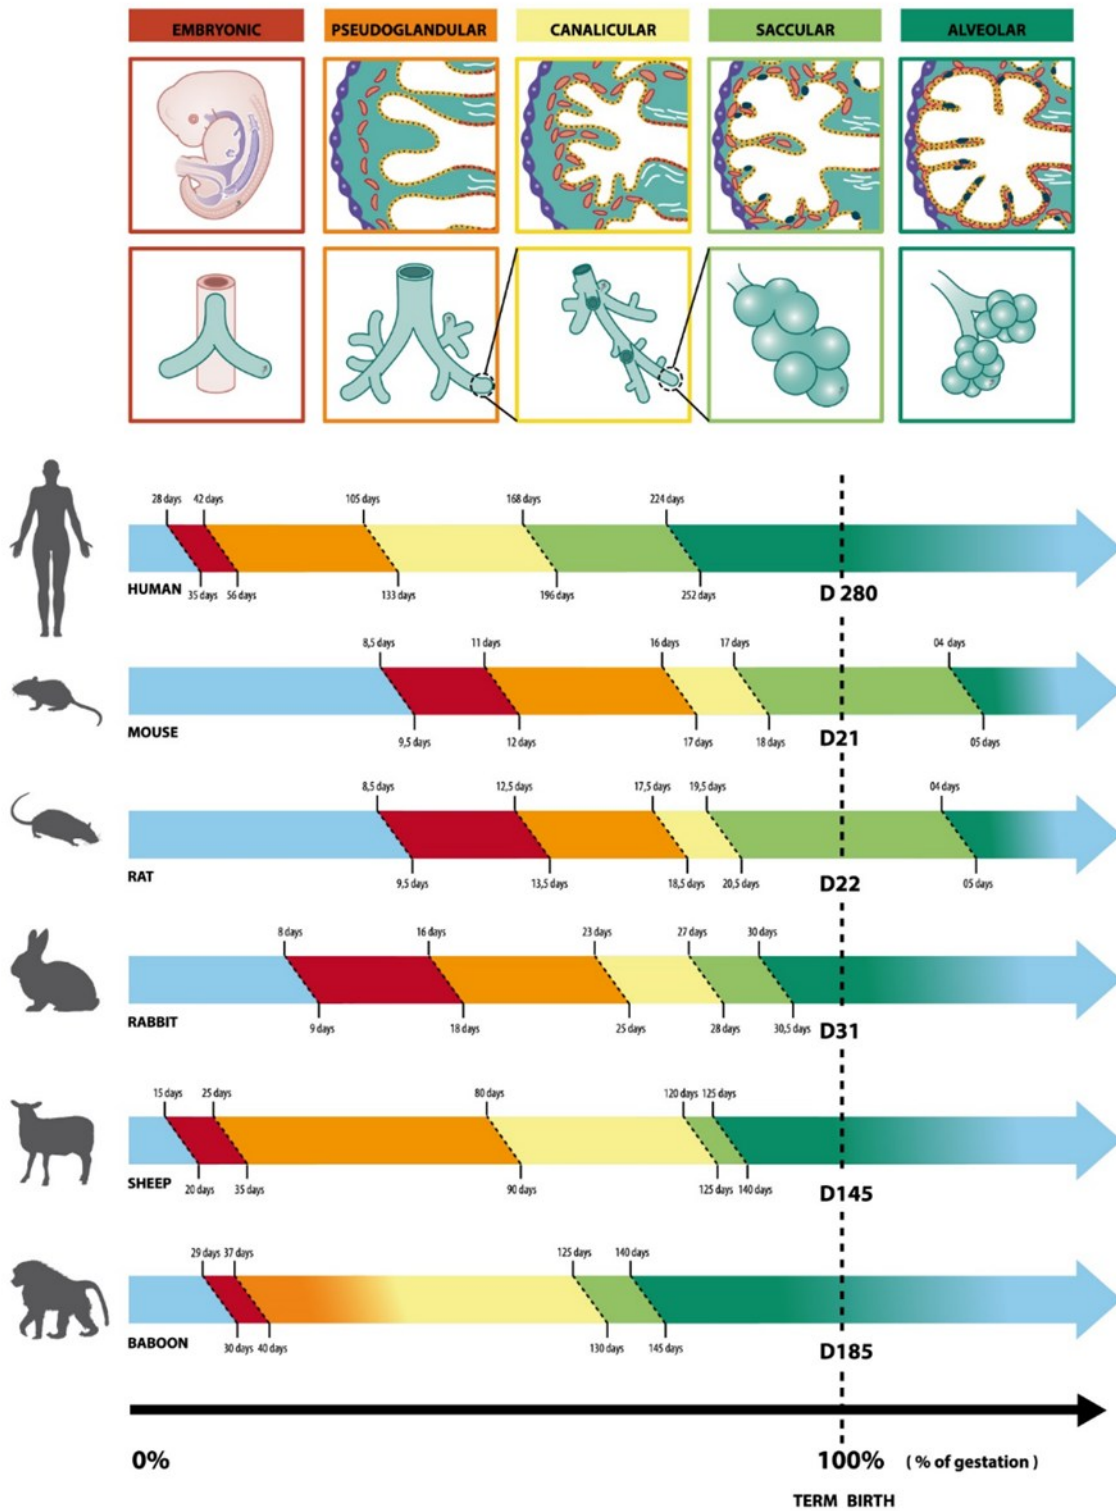 EMBRYONIC PSEUDOGLANDULAR CANALICULAR SACCULAR ALVEOLAR
28 days 42 days 105 days 168 days 224 days
HUMAN 35 days 56 days 133 days 196 days 252 days D 280
8,5 days 11 days 16 days 17 days 04 days
MOUSE 9,5 days 12 days 17 days 18 days D21 05 days
8,5 days 12,5 days 17,5 days 19,5 days 04 days
RAT 9,5 days 13,5 days 18,5 days 20,5 days D22 05 days
8 days 16 days 23 days 27 days 30 days
RABBIT 9 days 18 days 25 days 28 days 30,5 days D31
15 days 25 days 80 days 120 days 125 days
SHEEP 20 days 35 days 90 days 125 days 140 days D145
29 days 37 days 125 days 140 days
BABOON 30 days 40 days 130 days 145 days D185
0% 100% ( % of gestation )
TERM BIRTH